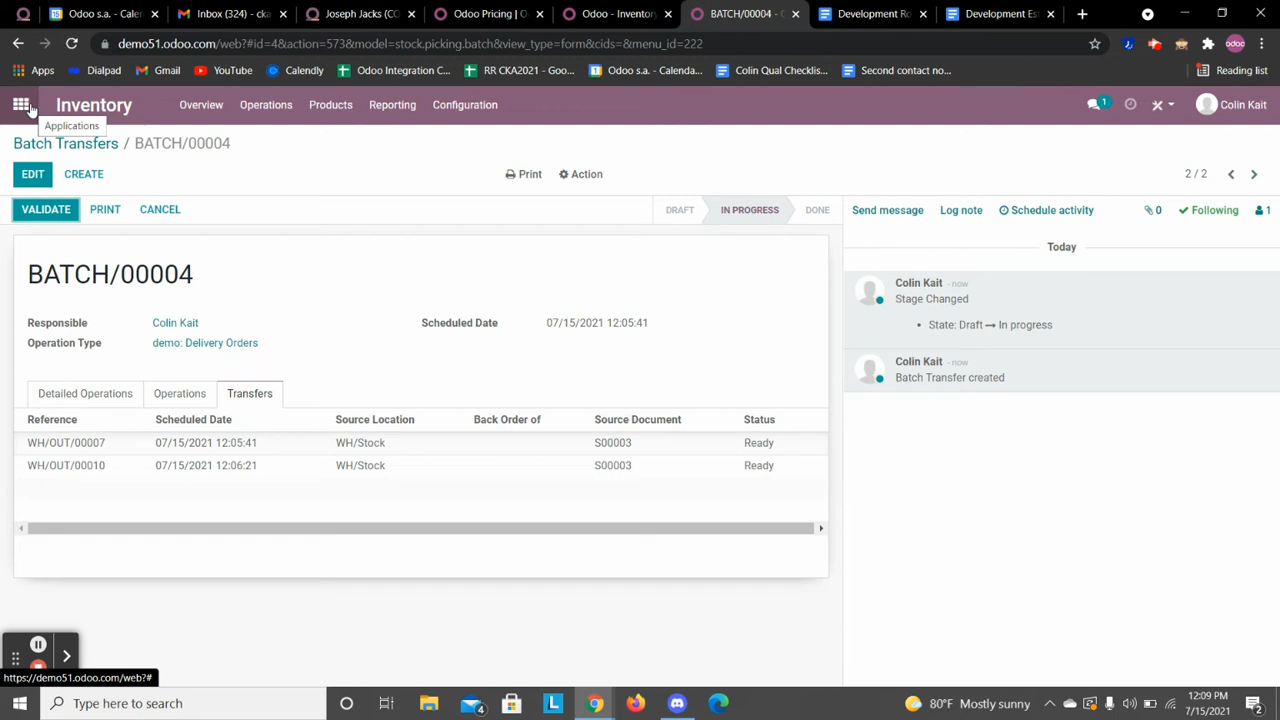 Odoo s.a. - Calen
Inbox (324) - cka
Joseph Jacks (CO
Odoo Pricing | O
Odoo - Inventory
BATCH/00004 - O
Development Ro
Development Est
demo51.odoo.com/web?#id=4&action=573&model=stock.picking.batch&view_type=form&cids=&menu_id=222
odoo
Apps
Dialpad
Gmail
YouTube
Calendly
Odoo Integration C...
RR CKA2021 - Goo...
Odoo s.a. - Calenda...
Colin Qual Checklis...
Second contact no...
Reading list
Inventory
Overview
Operations
Products
Reporting
Configuration
1
Colin Kait
Applications
Batch Transfers / BATCH/00004
EDIT
CREATE
Print
Action
2 / 2
VALIDATE
PRINT
CANCEL
DRAFT
IN PROGRESS
DONE
Send message
Log note
Schedule activity
0
Following
1
BATCH/00004
Responsible
Colin Kait
Scheduled Date
07/15/2021 12:05:41
Operation Type
demo: Delivery Orders
Detailed Operations
Operations
Transfers
Reference Scheduled Date Source Location Back Order of Source Document Status
WH/OUT/00007 07/15/2021 12:05:41 WH/Stock S00003 Ready
WH/OUT/00010 07/15/2021 12:06:21 WH/Stock S00003 Ready
Today
Colin Kait - now
Stage Changed
• State: Draft → In progress
Colin Kait - now
Batch Transfer created
https://demo51.odoo.com/web?#
Type here to search
4
L
80°F Mostly sunny
12:09 PM
7/15/2021
2